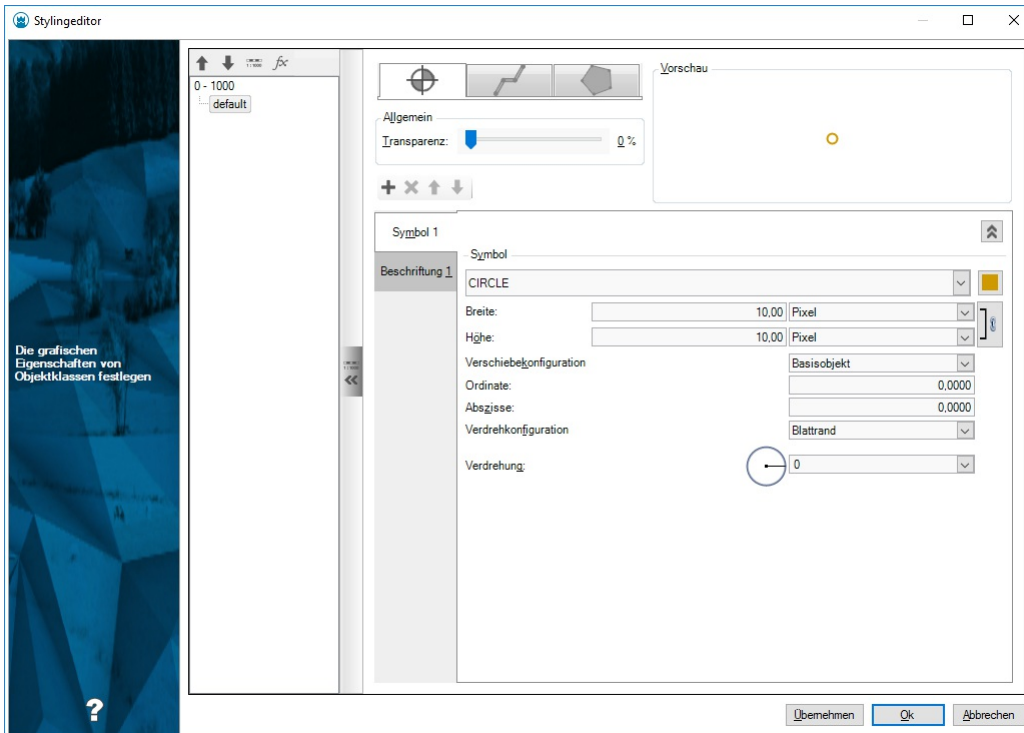 Stylingeditor
Die grafischen
Eigenschaften von
Objektklassen festlegen
?
fx
0 - 1000
default
Allgemein
Transparenz:
0 %
Vorschau
Symbol 1
Beschriftung 1
Symbol
CIRCLE
Breite:
10,00 Pixel
Höhe:
10,00 Pixel
Verschiebekonfiguration
Basisobjekt
Ordinate:
0,0000
Abszisse:
0,0000
Verdrehkonfiguration
Blattrand
Verdrehung:
0
Übernehmen
Ok
Abbrechen